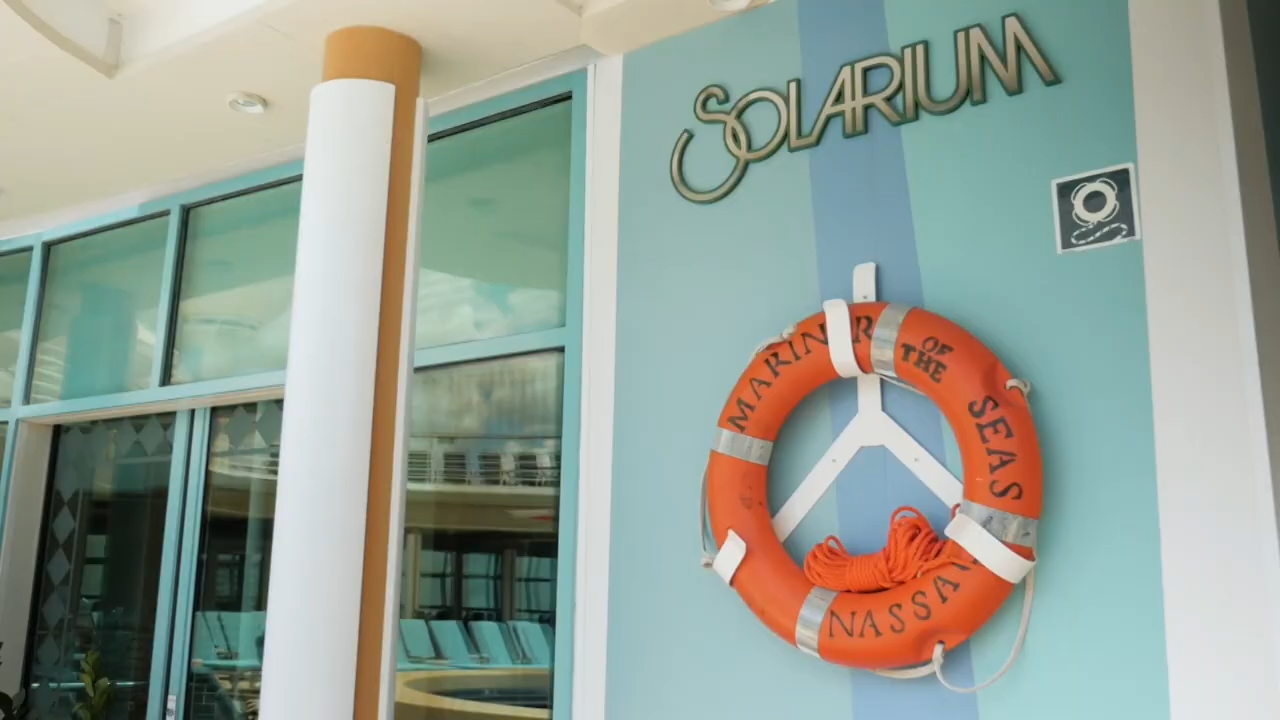 SOLARIUM
MARINER
OF
THE
SEAS
NASSAU